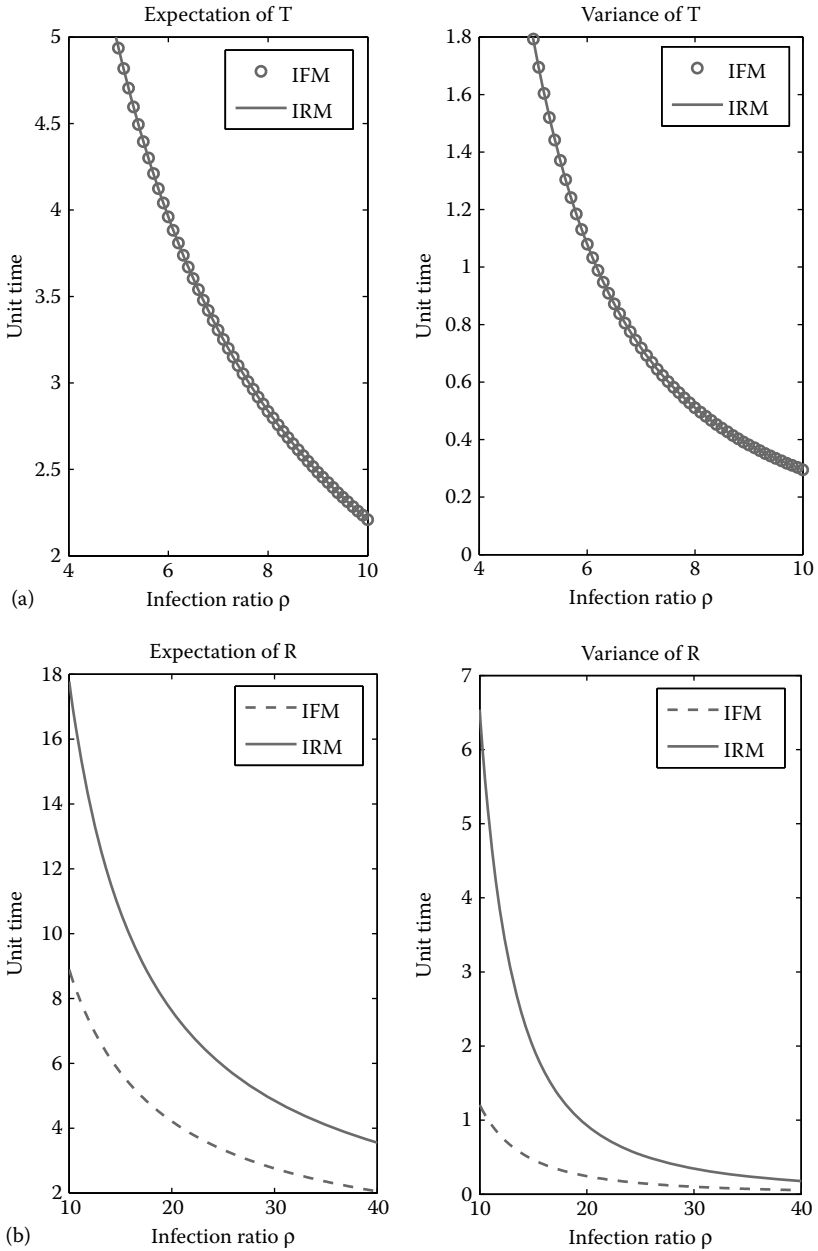 Expectation of T
5
4.5
4
3.5
3
2.5
2
4
6
8
10
Unit time
Infection ratio ρ
IFM
IRM
(a)
Variance of T
1.8
1.6
1.4
1.2
1
0.8
0.6
0.4
0.2
0
4
6
8
10
Unit time
Infection ratio ρ
IFM
IRM
Expectation of R
18
16
14
12
10
8
6
4
2
10
20
30
40
Unit time
Infection ratio ρ
IFM
IRM
(b)
Variance of R
7
6
5
4
3
2
1
0
10
20
30
40
Unit time
Infection ratio ρ
IFM
IRM